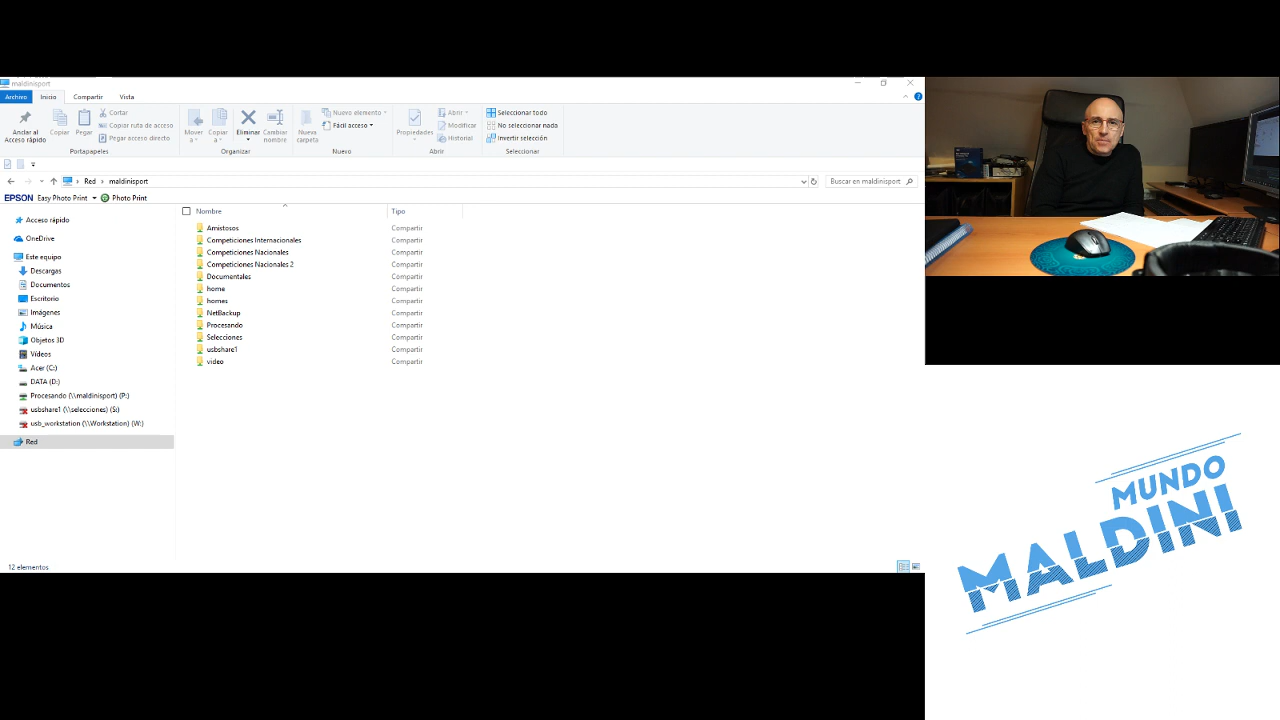 maldinisport
Archivo Inicio Compartir Vista
Anclar al Acceso rápido
Copiar
Pegar
Cortar
Copiar ruta de acceso
Pegar acceso directo
Portapapeles
Mover a
Copiar a
Eliminar
Cambiar nombre
Organizar
Nueva carpeta
Nuevo elemento
Fácil acceso
Nuevo
Propiedades
Abrir
Modificar
Historial
Abrir
Seleccionar todo
No seleccionar nada
Invertir selección
Seleccionar
Red › maldinisport
Buscar en maldinisport
EPSON Easy Photo Print Photo Print
Acceso rápido
OneDrive
Este equipo
Descargas
Documentos
Escritorio
Imágenes
Música
Objetos 3D
Vídeos
Acer (C:)
DATA (D:)
Procesando (\\maldinisport) (P:)
usbshare1 (\\selecciones) (S:)
usb_workstation (\\Workstation) (W:)
Red
Nombre Tipo
Amistosos Compartir
Competiciones Internacionales Compartir
Competiciones Nacionales Compartir
Competiciones Nacionales 2 Compartir
Documentales Compartir
home Compartir
homes Compartir
NetBackup Compartir
Procesando Compartir
Selecciones Compartir
usbshare1 Compartir
video Compartir
12 elementos
MUNDO
MALDINI